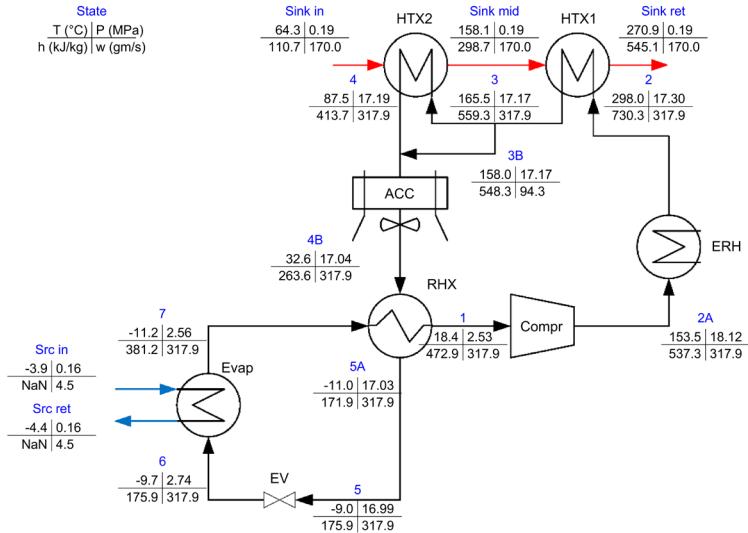 State
T (°C) P (MPa)
h (kJ/kg) w (gm/s)
Sink in
64.3 0.19
110.7 170.0
HTX2
Sink mid
158.1 0.19
298.7 170.0
HTX1
Sink ret
270.9 0.19
545.1 170.0
4
87.5 17.19
413.7 317.9
3
165.5 17.17
559.3 317.9
2
298.0 17.30
730.3 317.9
3B
158.0 17.17
548.3 94.3
ACC
4B
32.6 17.04
263.6 317.9
ERH
RHX
7
-11.2 2.56
381.2 317.9
1
18.4 2.53
472.9 317.9
Compr
2A
153.5 18.12
537.3 317.9
Src in
-3.9 0.16
NaN 4.5
Evap
5A
-11.0 17.03
171.9 317.9
Src ret
-4.4 0.16
NaN 4.5
6
-9.7 2.74
175.9 317.9
EV
5
-9.0 16.99
175.9 317.9